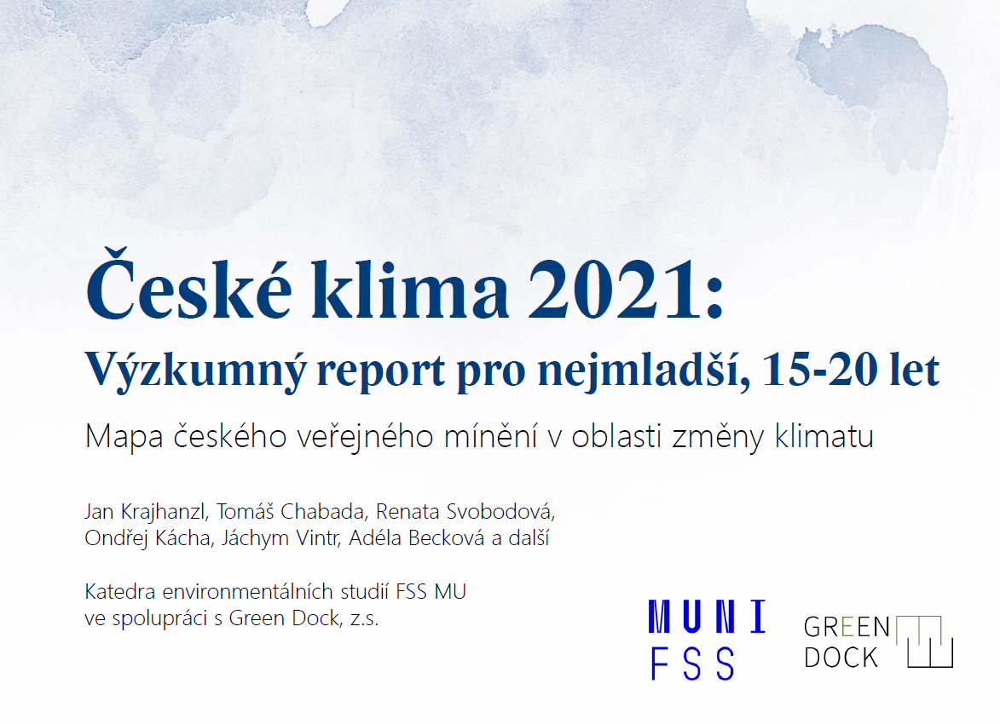 České klima 2021:
Výzkumný report pro nejmladší, 15-20 let
Mapa českého veřejného mínění v oblasti změny klimatu
Jan Krajhanzl, Tomáš Chabada, Renata Svobodová,
Ondřej Kácha, Jáchym Vintr, Adéla Becková a další
Katedra environmentálních studií FSS MU
ve spolupráci s Green Dock, z.s.
MUNI
FSS
GREEN
DOCK